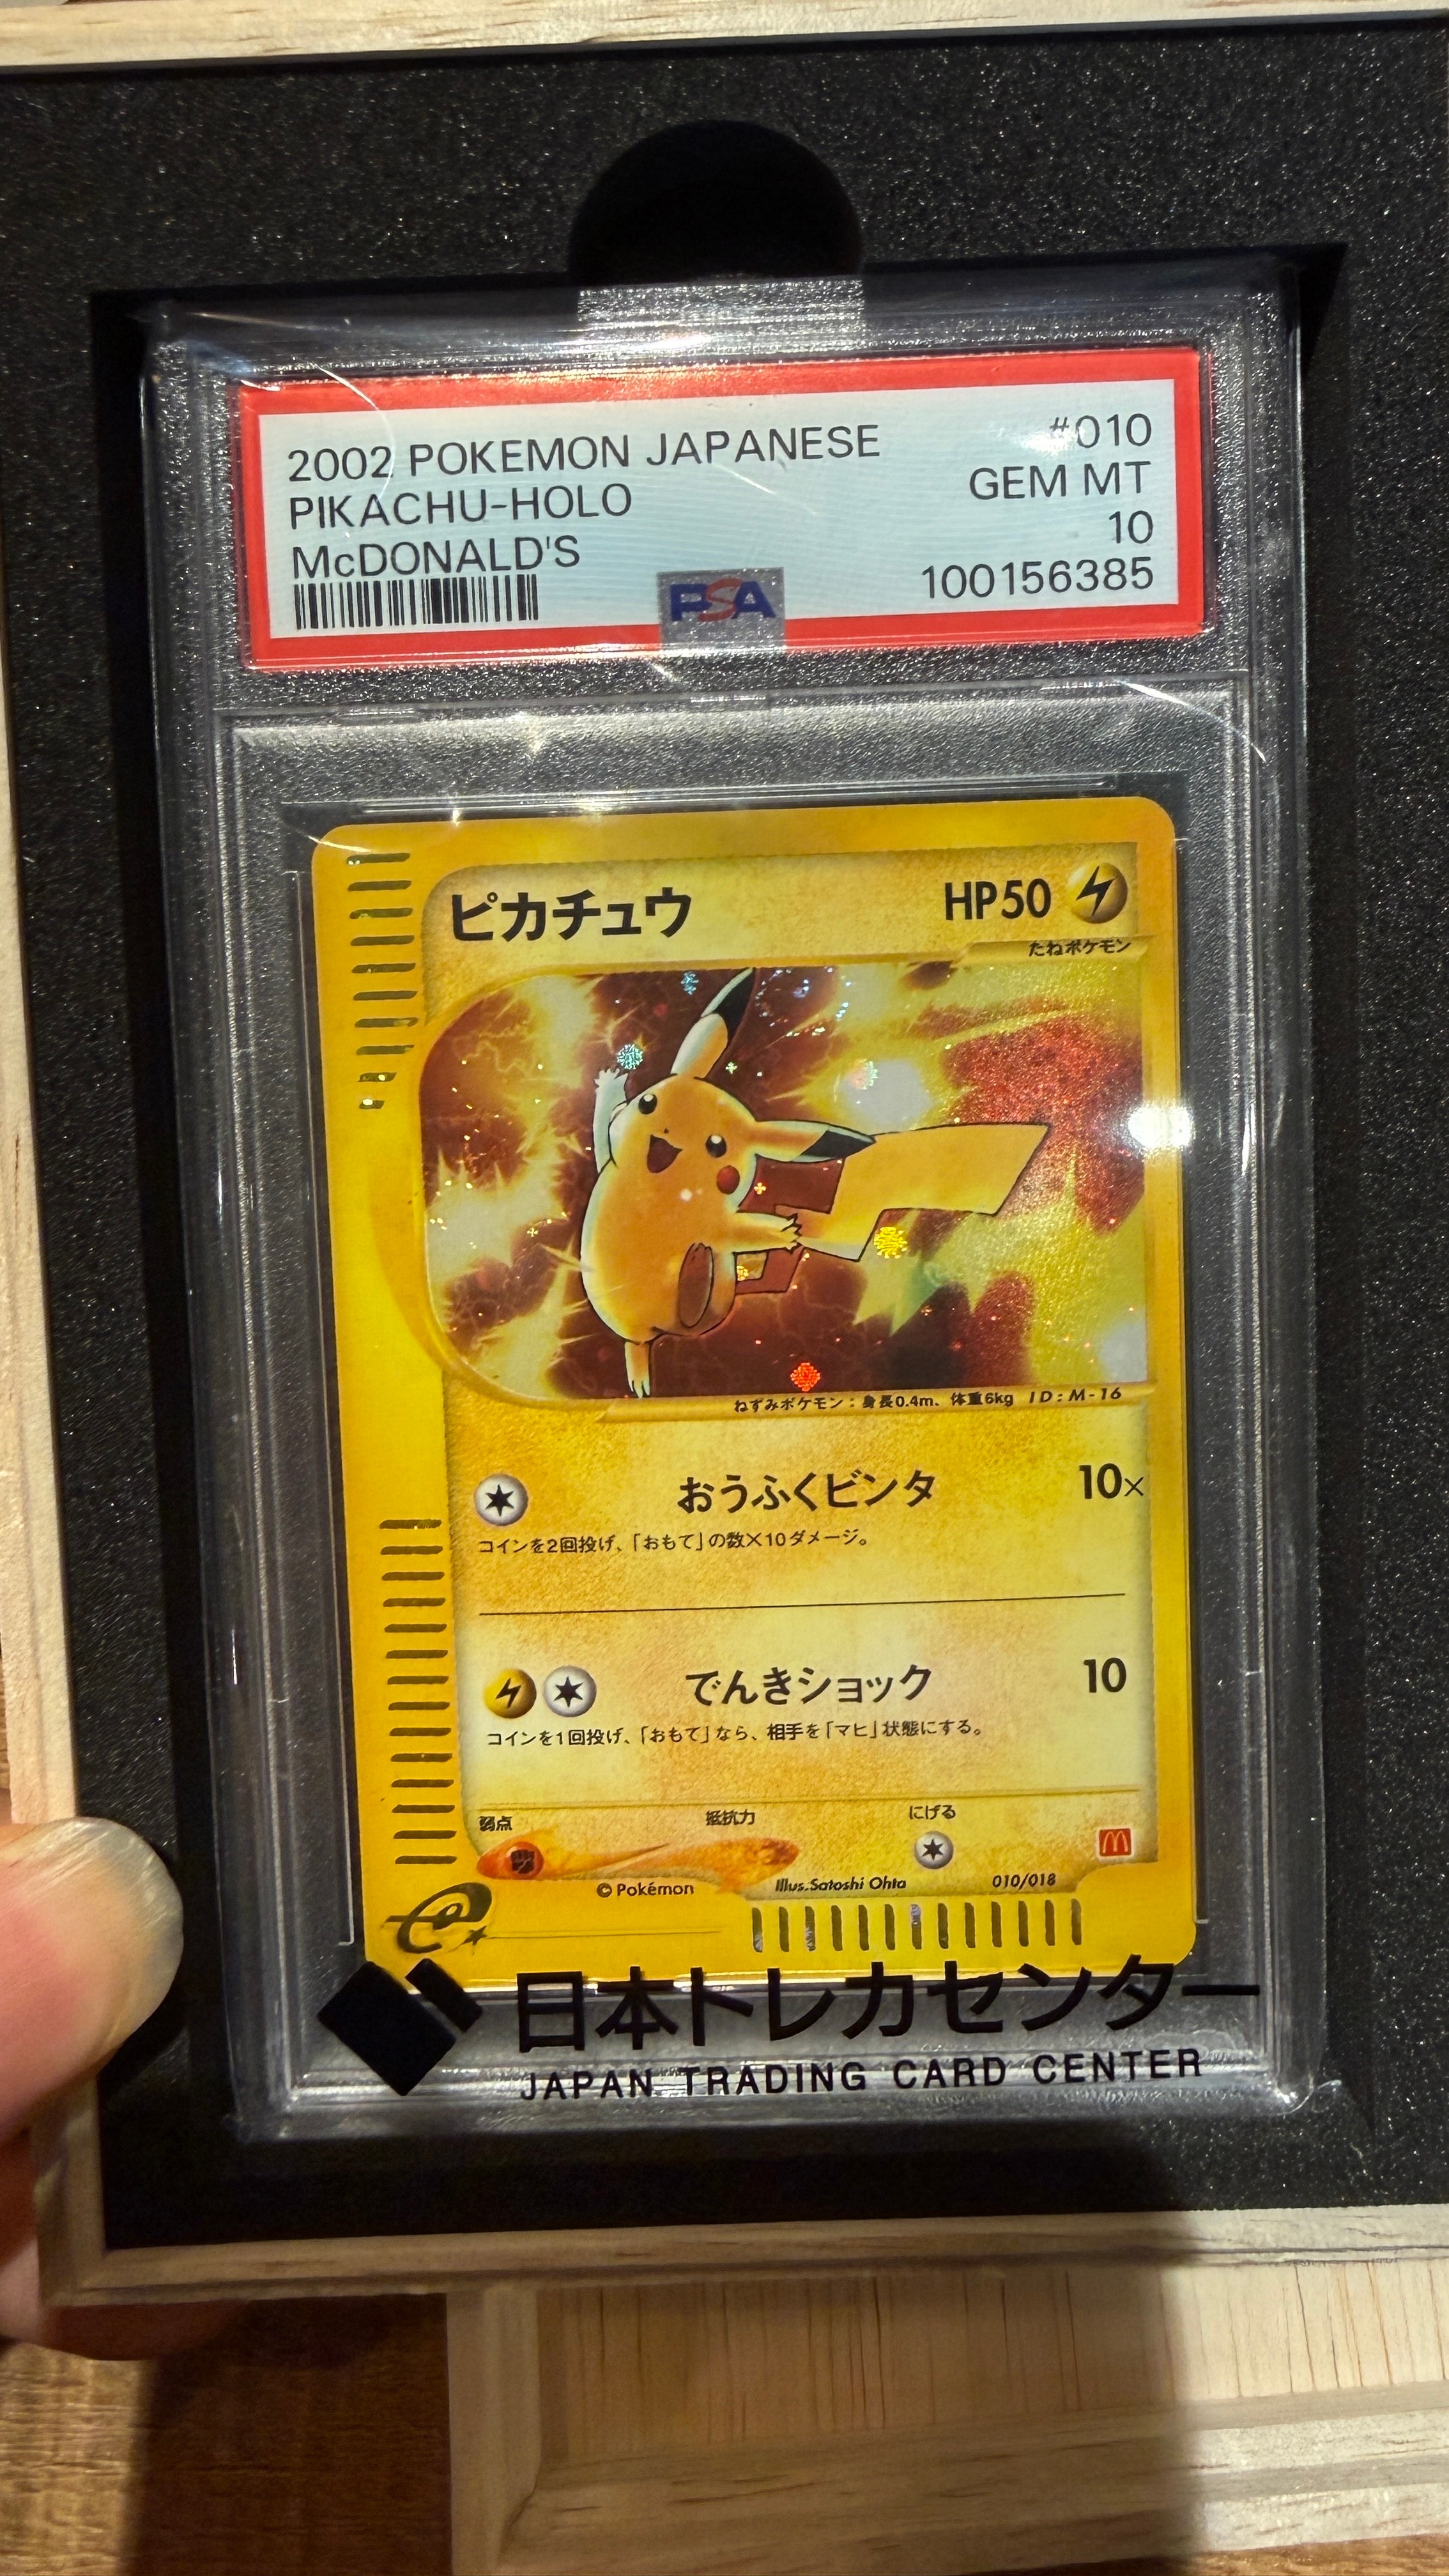 2002 POKEMON JAPANESE #010
PIKACHU-HOLO GEM MT
McDONALD'S 10
100156385
PSA
ピカチュウ HP50
たねポケモン
ねずみポケモン：身長0.4m、体重6kg ID:M-16
おうふくビンタ 10×
コインを2回投げ、「おもて」の数×10ダメージ。
でんきショック 10
コインを1回投げ、「おもて」なら、相手を「マヒ」状態にする。
弱点 抵抗力 にげる
©Pokémon Illus.Satoshi Ohta 010/018
e
日本トレカセンター
JAPAN TRADING CARD CENTER